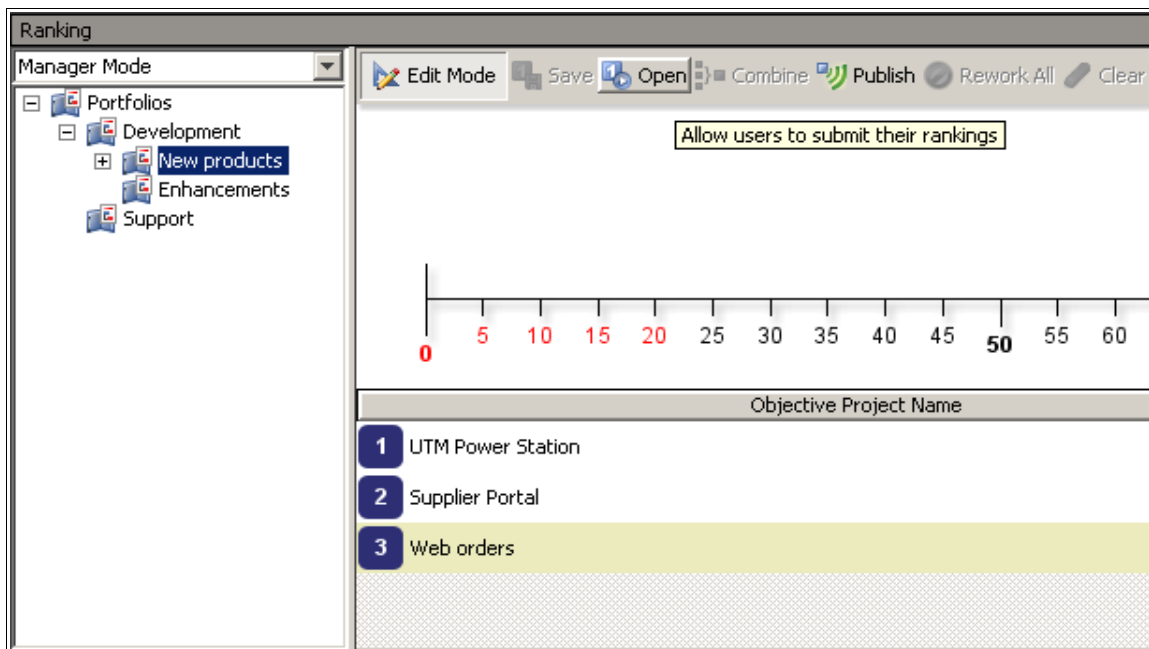 Ranking
Manager Mode
Portfolios
Development
New products
Enhancements
Support
Edit Mode Save Open Combine Publish Rework All Clear
Allow users to submit their rankings
0 5 10 15 20 25 30 35 40 45 50 55 60
Objective Project Name
1 UTM Power Station
2 Supplier Portal
3 Web orders